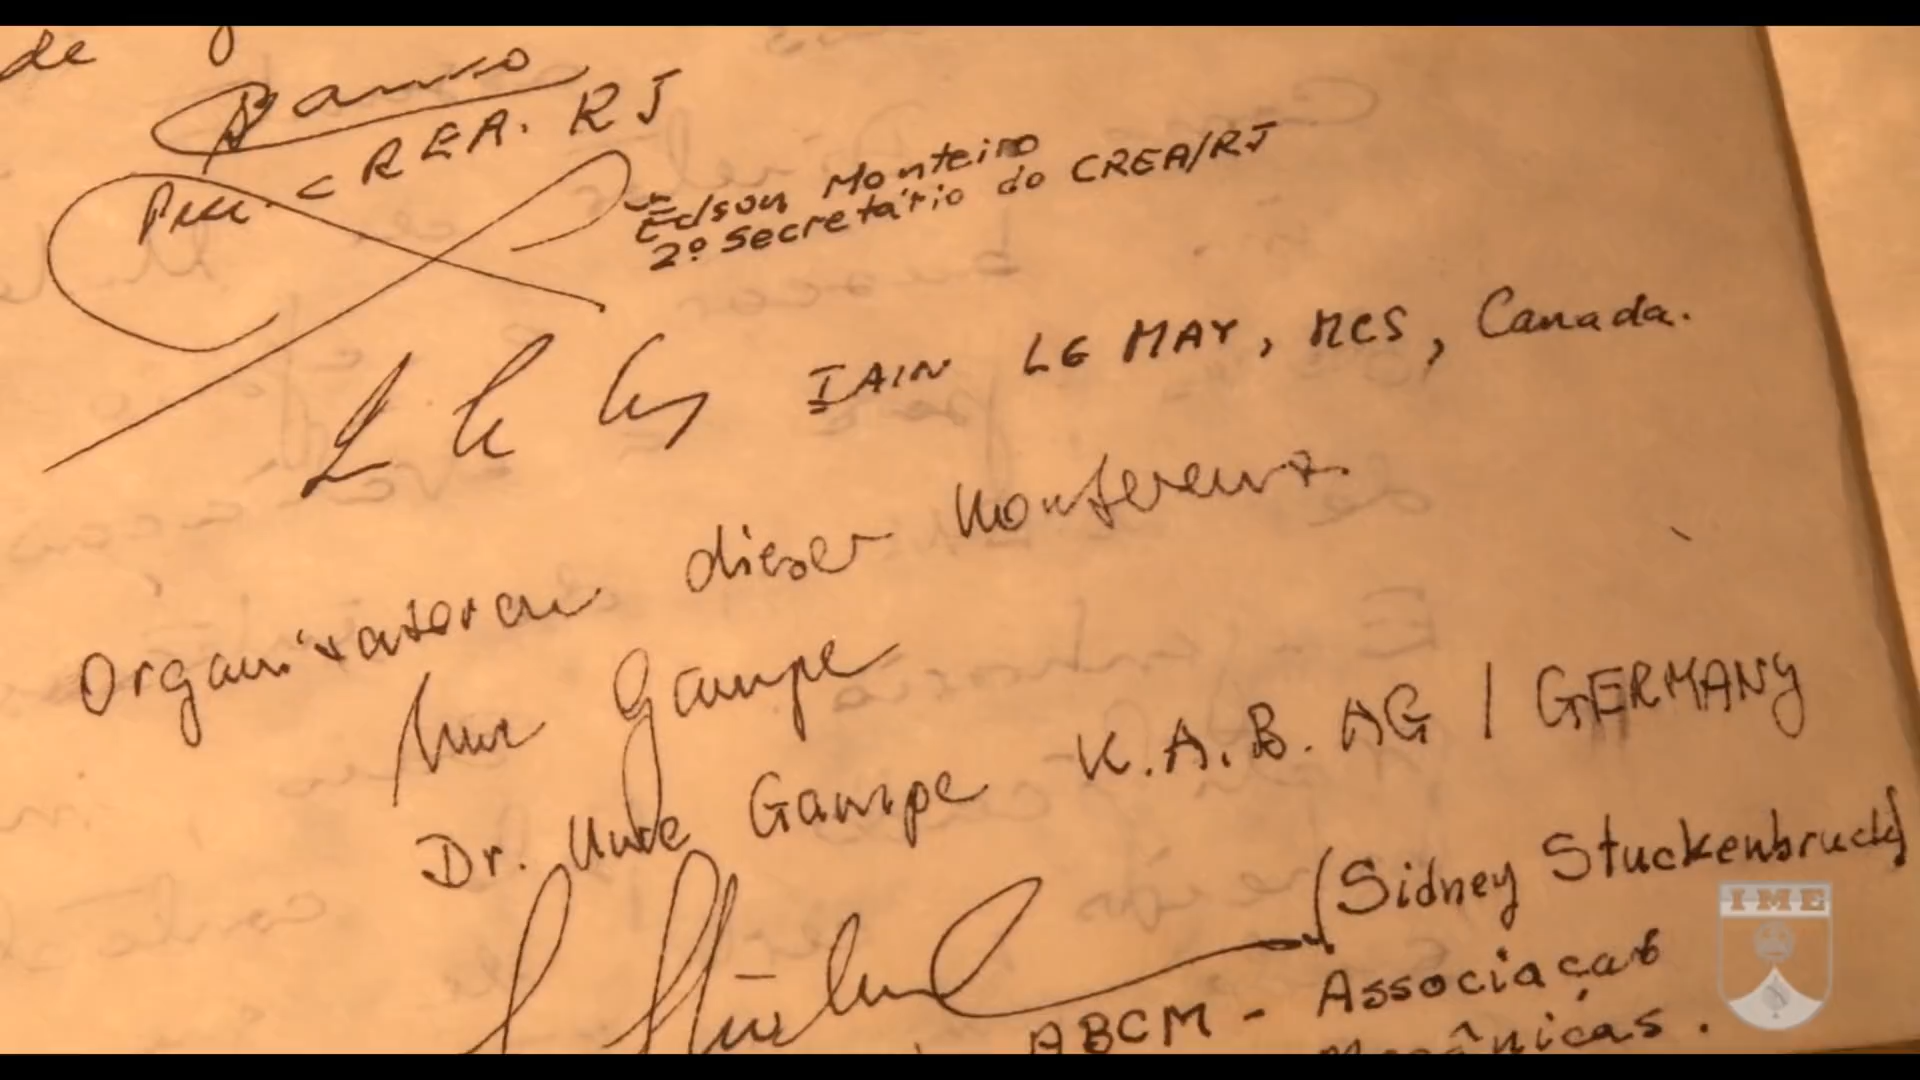 de
CREA. RJ
Edson Monteiro
2º Secretário do CREA/RJ
IAIN LE MAY, MCS, Canada.
Organisatoren dieser Konferenz
Gampe
Dr. Uwe Gampe K.A.B. AG / GERMANY
(Sidney Stuckenbruck)
ABCM - Associação
Mecânicas.
IME